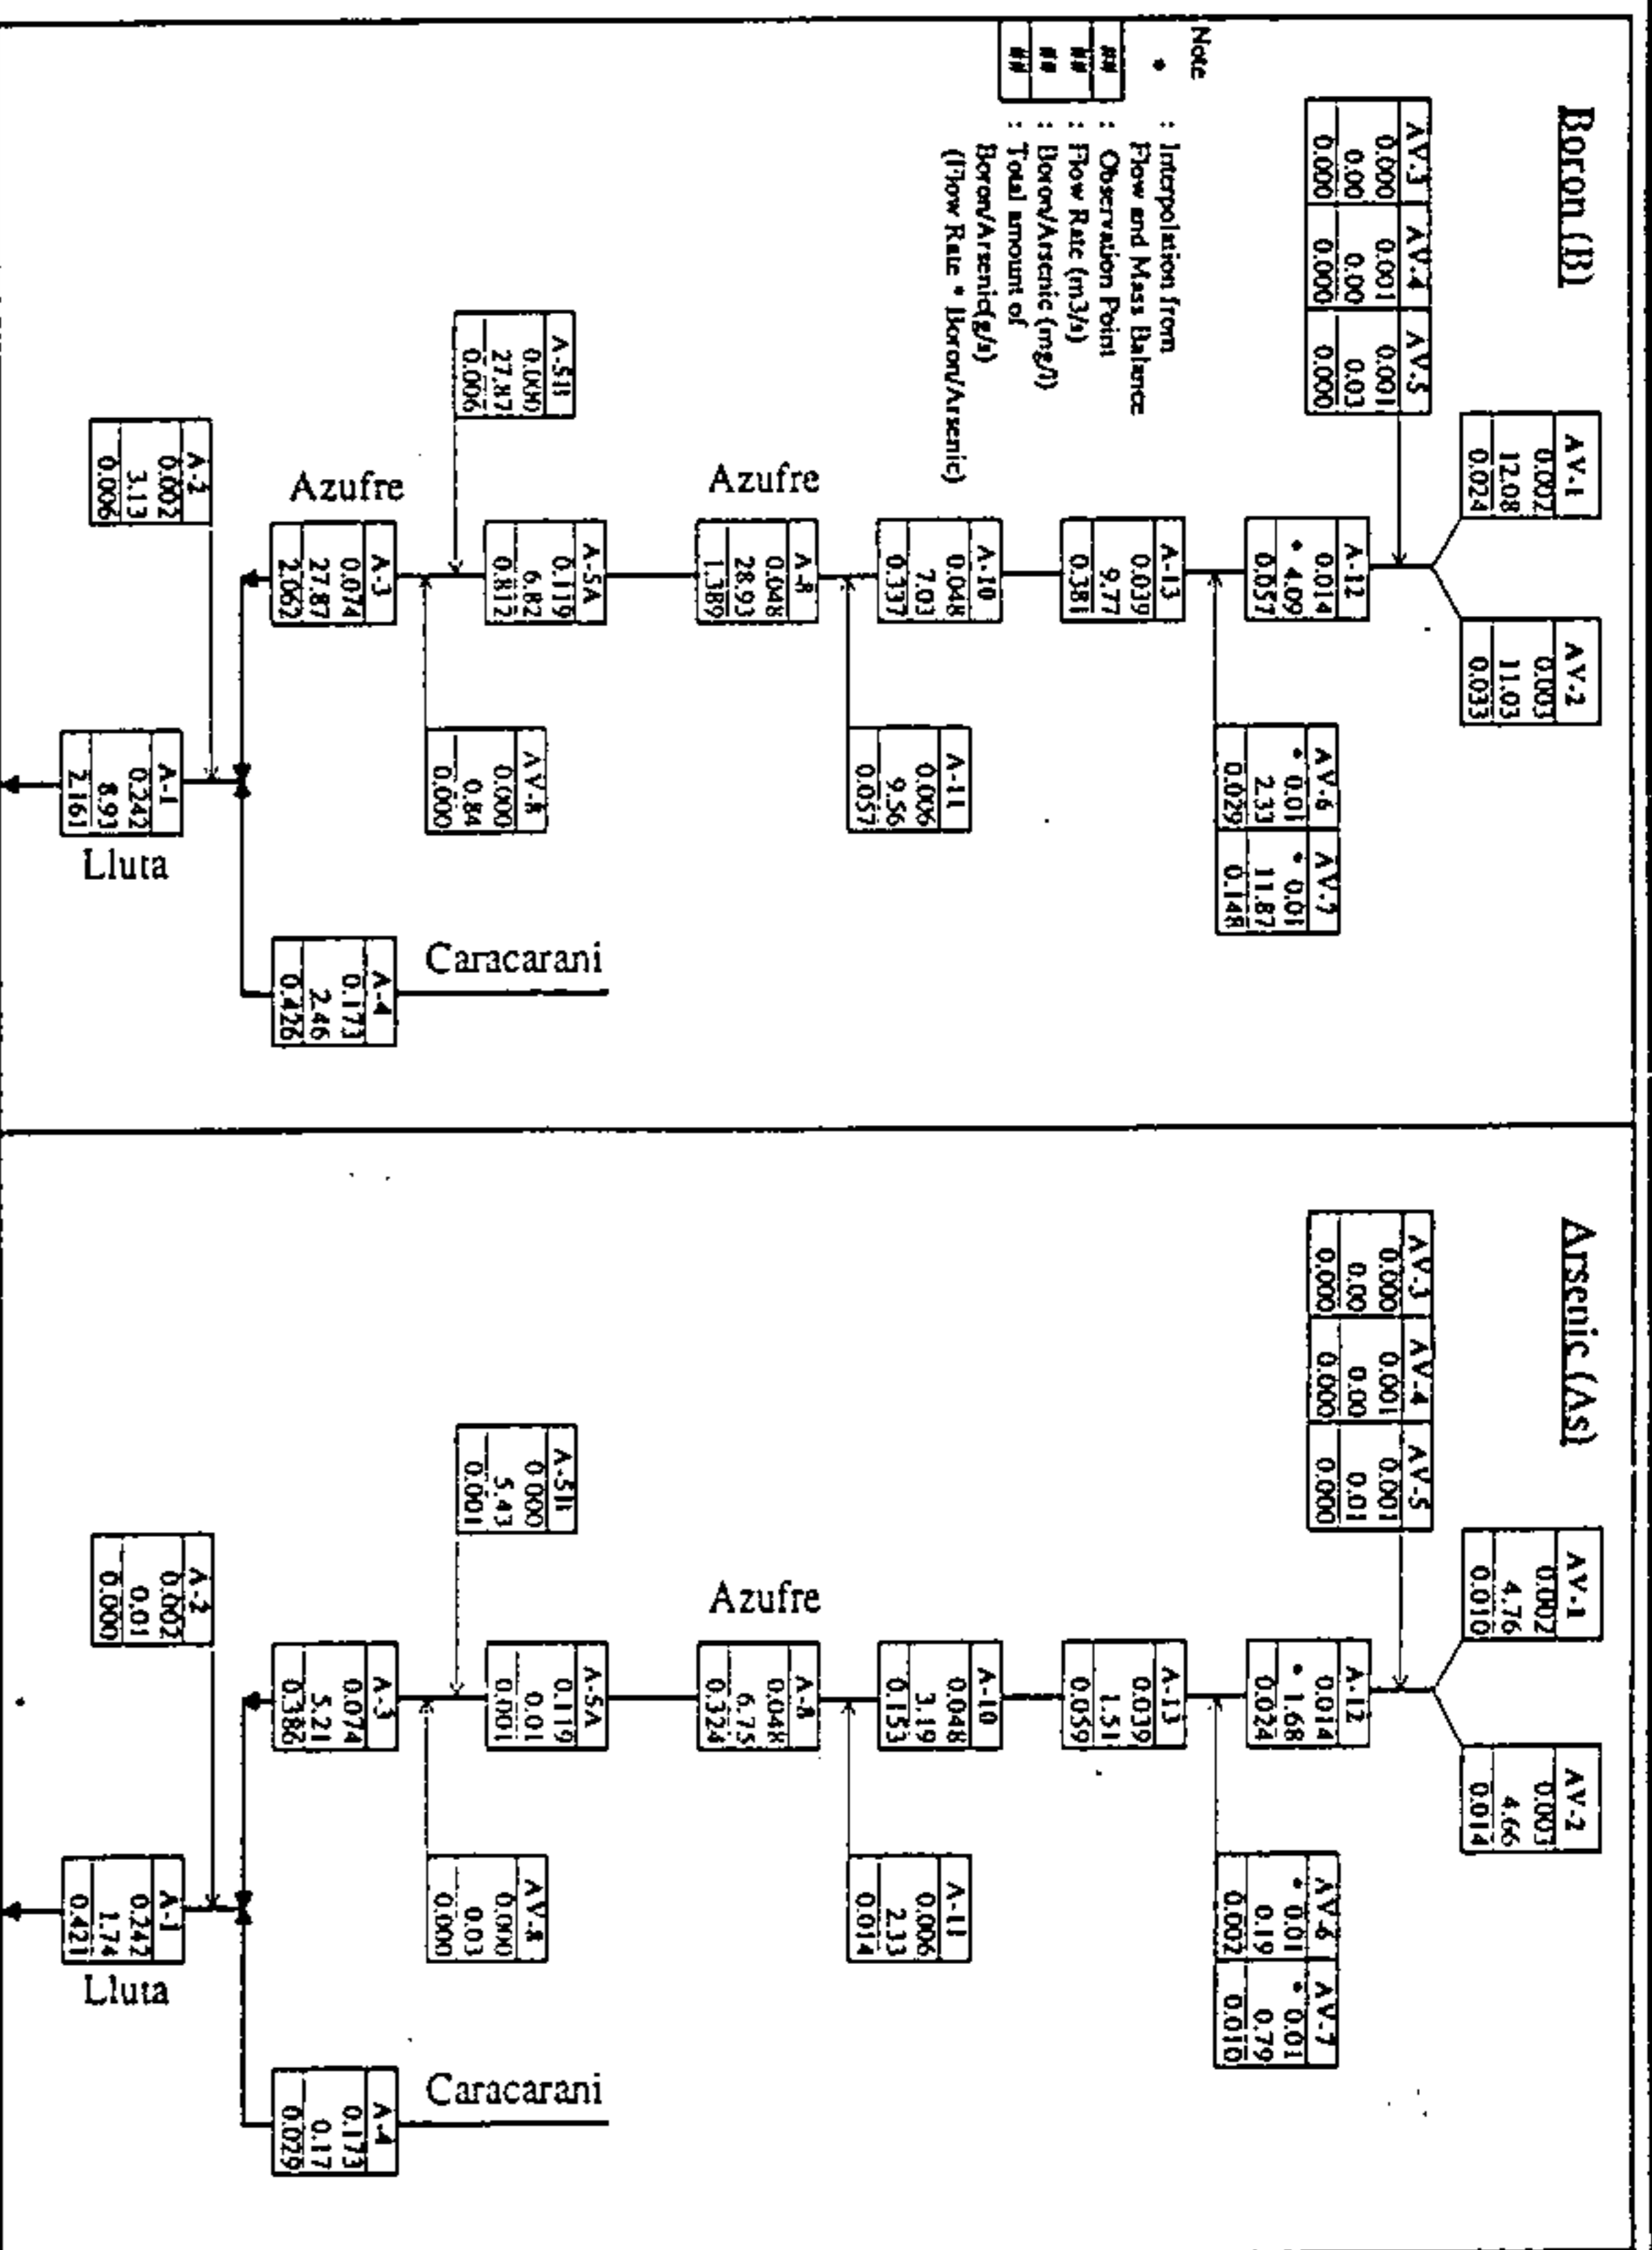 Boron (B)
AV-1
0.002
12.08
0.024
AV-2
0.003
11.03
0.033
AV-3
0.000
0.00
0.000
AV-4
0.001
0.00
0.000
AV-5
0.001
0.03
0.000
A-12
0.014
* 4.09
0.057
AV-6
* 0.01
2.33
0.029
AV-7
* 0.01
11.87
0.148
Note
* : Interpolation from
Flow and Mass Balance
## : Observation Point
## : Flow Rate (m3/s)
## : Boron/Arsenic (mg/l)
## : Total amount of
Boron/Arsenic(g/s)
(Flow Rate * Boron/Arsenic)
A-13
0.039
9.77
0.381
A-10
0.048
7.03
0.337
A-11
0.006
9.56
0.057
Azufre
A-8
0.048
28.93
1.389
A-5A
0.119
6.82
0.812
A-5B
0.000
27.87
0.006
AV-8
0.000
0.84
0.000
Caracarani
Azufre
A-3
0.074
27.87
2.062
A-4
0.173
2.46
0.426
A-2
0.002
3.13
0.006
A-1
0.242
8.93
2.161
Lluta
Arsenic (As)
AV-1
0.002
4.76
0.010
AV-2
0.003
4.66
0.014
AV-3
0.000
0.00
0.000
AV-4
0.001
0.00
0.000
AV-5
0.001
0.01
0.000
A-12
0.014
* 1.68
0.024
AV-6
* 0.01
0.19
0.002
AV-7
* 0.01
0.79
0.010
A-13
0.039
1.51
0.059
A-10
0.048
3.19
0.153
A-11
0.006
2.33
0.014
Azufre
A-8
0.048
6.75
0.324
A-5A
0.119
0.01
0.001
A-5B
0.000
5.43
0.001
AV-8
0.000
0.03
0.000
Caracarani
A-3
0.074
5.21
0.386
A-4
0.173
0.17
0.029
A-2
0.002
0.01
0.000
A-1
0.242
1.74
0.421
Lluta